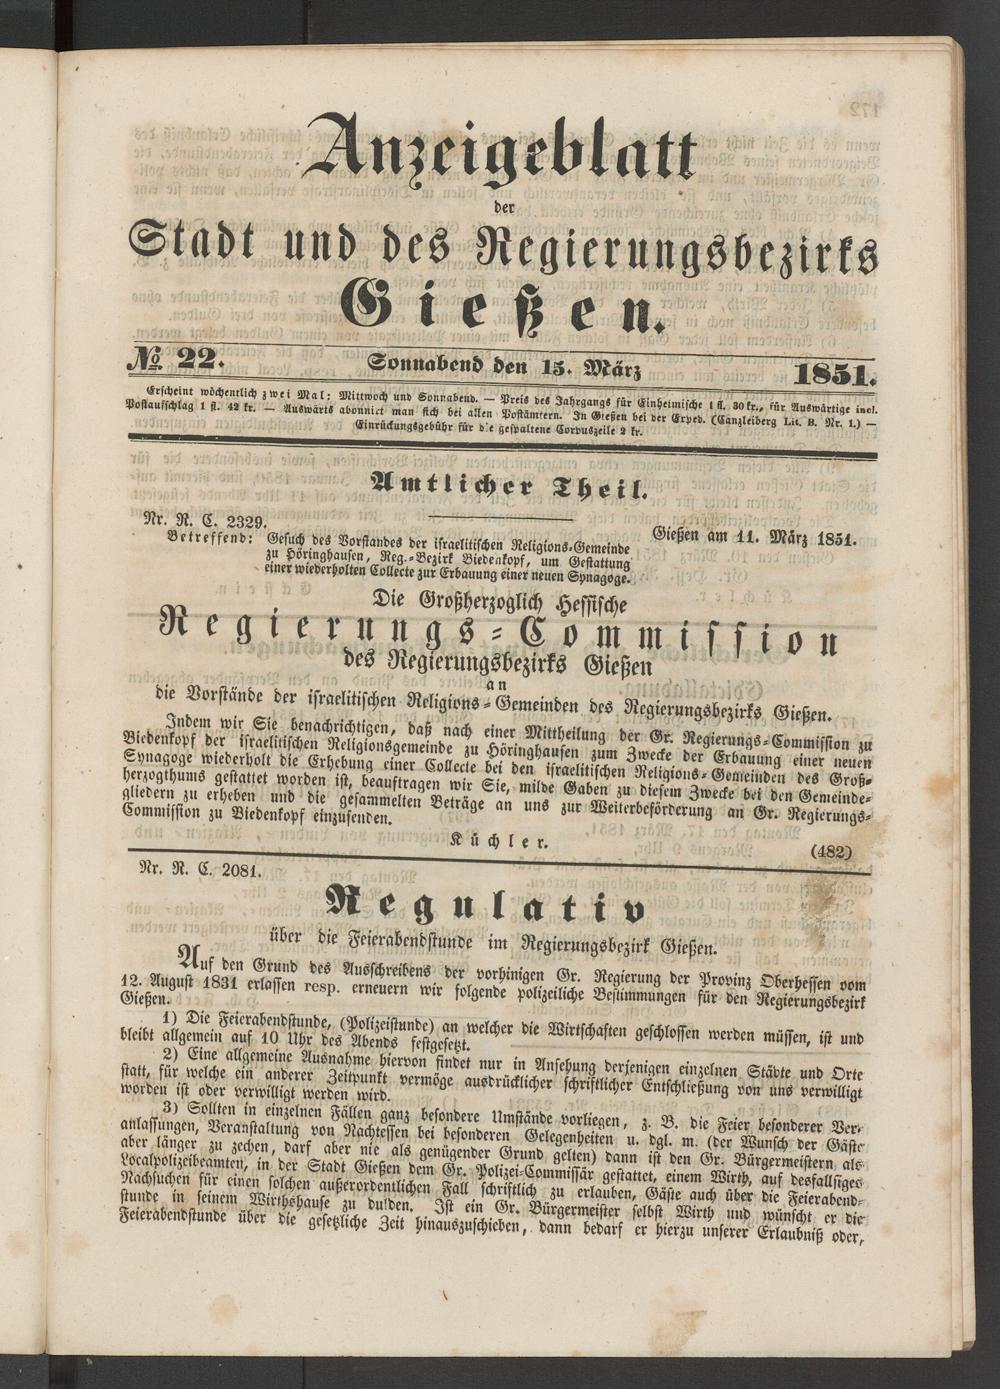 Anzeigeblatt
der
Stadt und des Regierungsbezirks
Gießen.
No. 22.
Sonnabend den 15. März
1851.
Erscheint wöchentlich zwei Mal: Mittwoch und Sonnabend. — Preis des Jahrgangs für Einheimische 1 fl. 30 kr., für Auswärtige incl.
Postaufschlag 1 fl. 42 kr. — Auswärts abonnirt man sich bei allen Postämtern. In Gießen bei der Exped. (Canzleiberg Lit. B. Nr. 1.) —
Einrückungsgebühr für die gespaltene Corpuszeile 2 kr.
Amtlicher Theil.
Nr. R. C. 2329.
Gießen am 11. März 1851.
Betreffend: Gesuch des Vorstandes der israelitischen Religions-Gemeinde
zu Höringhausen, Reg.-Bezirk Biedenkopf, um Gestattung
einer wiederholten Collecte zur Erbauung einer neuen Synagoge.
Die Großherzoglich Hessische
Regierungs-Commission
des Regierungsbezirks Gießen
an
die Vorstände der israelitischen Religions-Gemeinden des Regierungsbezirks Gießen.
Indem wir Sie benachrichtigen, daß nach einer Mittheilung der Gr. Regierungs-Commission zu
Biedenkopf der israelitischen Religionsgemeinde zu Höringhausen zum Zwecke der Erbauung einer neuen
Synagoge wiederholt die Erhebung einer Collecte bei den israelitischen Religions-Gemeinden des Groß-
herzogthums gestattet worden ist, beauftragen wir Sie, milde Gaben zu diesem Zwecke bei den Gemeinde-
gliedern zu erheben und die gesammelten Beträge an uns zur Weiterbeförderung an Gr. Regierungs-
Commission zu Biedenkopf einzusenden.
Küchler.
(482)
Nr. R. C. 2081.
Regulativ
über die Feierabendstunde im Regierungsbezirk Gießen.
Auf den Grund des Ausschreibens der vorhinigen Gr. Regierung der Provinz Oberhessen vom
12. August 1831 erlassen resp. erneuern wir folgende polizeiliche Bestimmungen für den Regierungsbezirk
Gießen.
1) Die Feierabendstunde, (Polizeistunde) an welcher die Wirtschaften geschlossen werden müssen, ist und
bleibt allgemein auf 10 Uhr des Abends festgesetzt.
2) Eine allgemeine Ausnahme hiervon findet nur in Ansehung derjenigen einzelnen Städte und Orte
statt, für welche ein anderer Zeitpunkt vermöge ausdrücklicher schriftlicher Entschließung von uns verwilligt
worden ist oder verwilligt werden wird.
3) Sollten in einzelnen Fällen ganz besondere Umstände vorliegen, z. B. die Feier besonderer Ver-
anlassungen, Veranstaltung von Nachtessen bei besonderen Gelegenheiten u. dgl. m. (der Wunsch der Gäste
aber länger zu zechen, darf aber nie als genügender Grund gelten) dann ist den Gr. Bürgermeistern als
Localpolizeibeamten, in der Stadt Gießen dem Gr. Polizei-Commissär gestattet, einem Wirth, auf desfallsiges
Nachsuchen für einen solchen außerordentlichen Fall schriftlich zu erlauben, Gäste auch über die Feierabend-
stunde in seinem Wirthshause zu dulden. Ist ein Gr. Bürgermeister selbst Wirth und wünscht er die
Feierabendstunde über die gesetzliche Zeit hinauszuschieben, dann bedarf er hierzu unserer Erlaubniß oder,